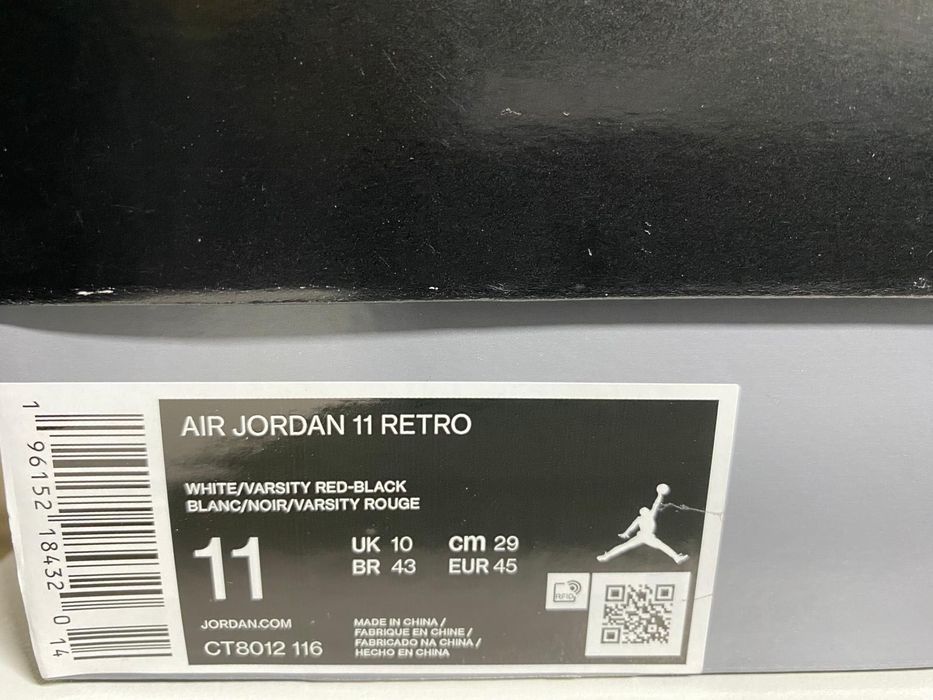 1 96152 18432 0 14
AIR JORDAN 11 RETRO
WHITE/VARSITY RED-BLACK
BLANC/NOIR/VARSITY ROUGE
11
UK 10 cm 29
BR 43 EUR 45
RFID
JORDAN.COM
CT8012 116
MADE IN CHINA /
FABRIQUE EN CHINE /
FABRICADO NA CHINA /
HECHO EN CHINA